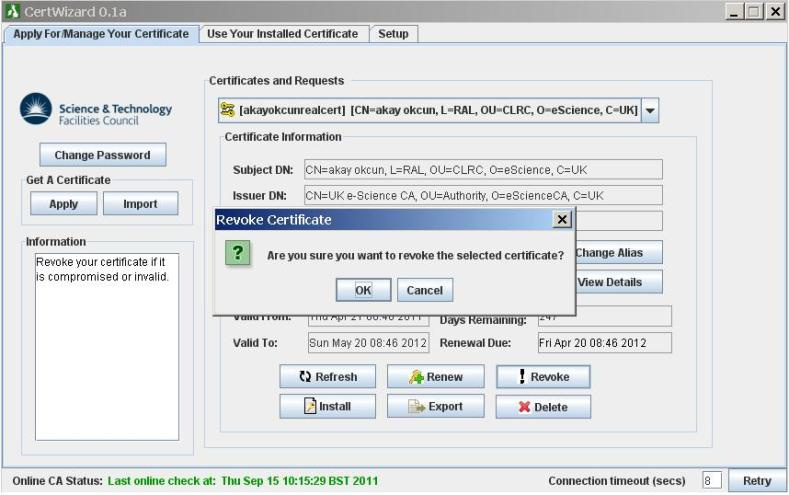 CertWizard 0.1a
Apply For/Manage Your Certificate
Use Your Installed Certificate
Setup
Certificates and Requests
[akayokcunrealcert] [CN=akay okcun, L=RAL, OU=CLRC, O=eScience, C=UK]
Science & Technology
Facilities Council
Change Password
Get A Certificate
Apply
Import
Information
Revoke your certificate if it
is compromised or invalid.
Certificate Information
Subject DN:
CN=akay okcun, L=RAL, OU=CLRC, O=eScience, C=UK
Issuer DN:
CN=UK e-Science CA, OU=Authority, O=eScienceCA, C=UK
Revoke Certificate
Are you sure you want to revoke the selected certificate?
OK
Cancel
Change Alias
View Details
Valid From:
Thu Apr 21 08:46 2011
Days Remaining:
247
Valid To:
Sun May 20 08:46 2012
Renewal Due:
Fri Apr 20 08:46 2012
Refresh
Renew
Revoke
Install
Export
Delete
Online CA Status: Last online check at: Thu Sep 15 10:15:29 BST 2011
Connection timeout (secs)
8
Retry